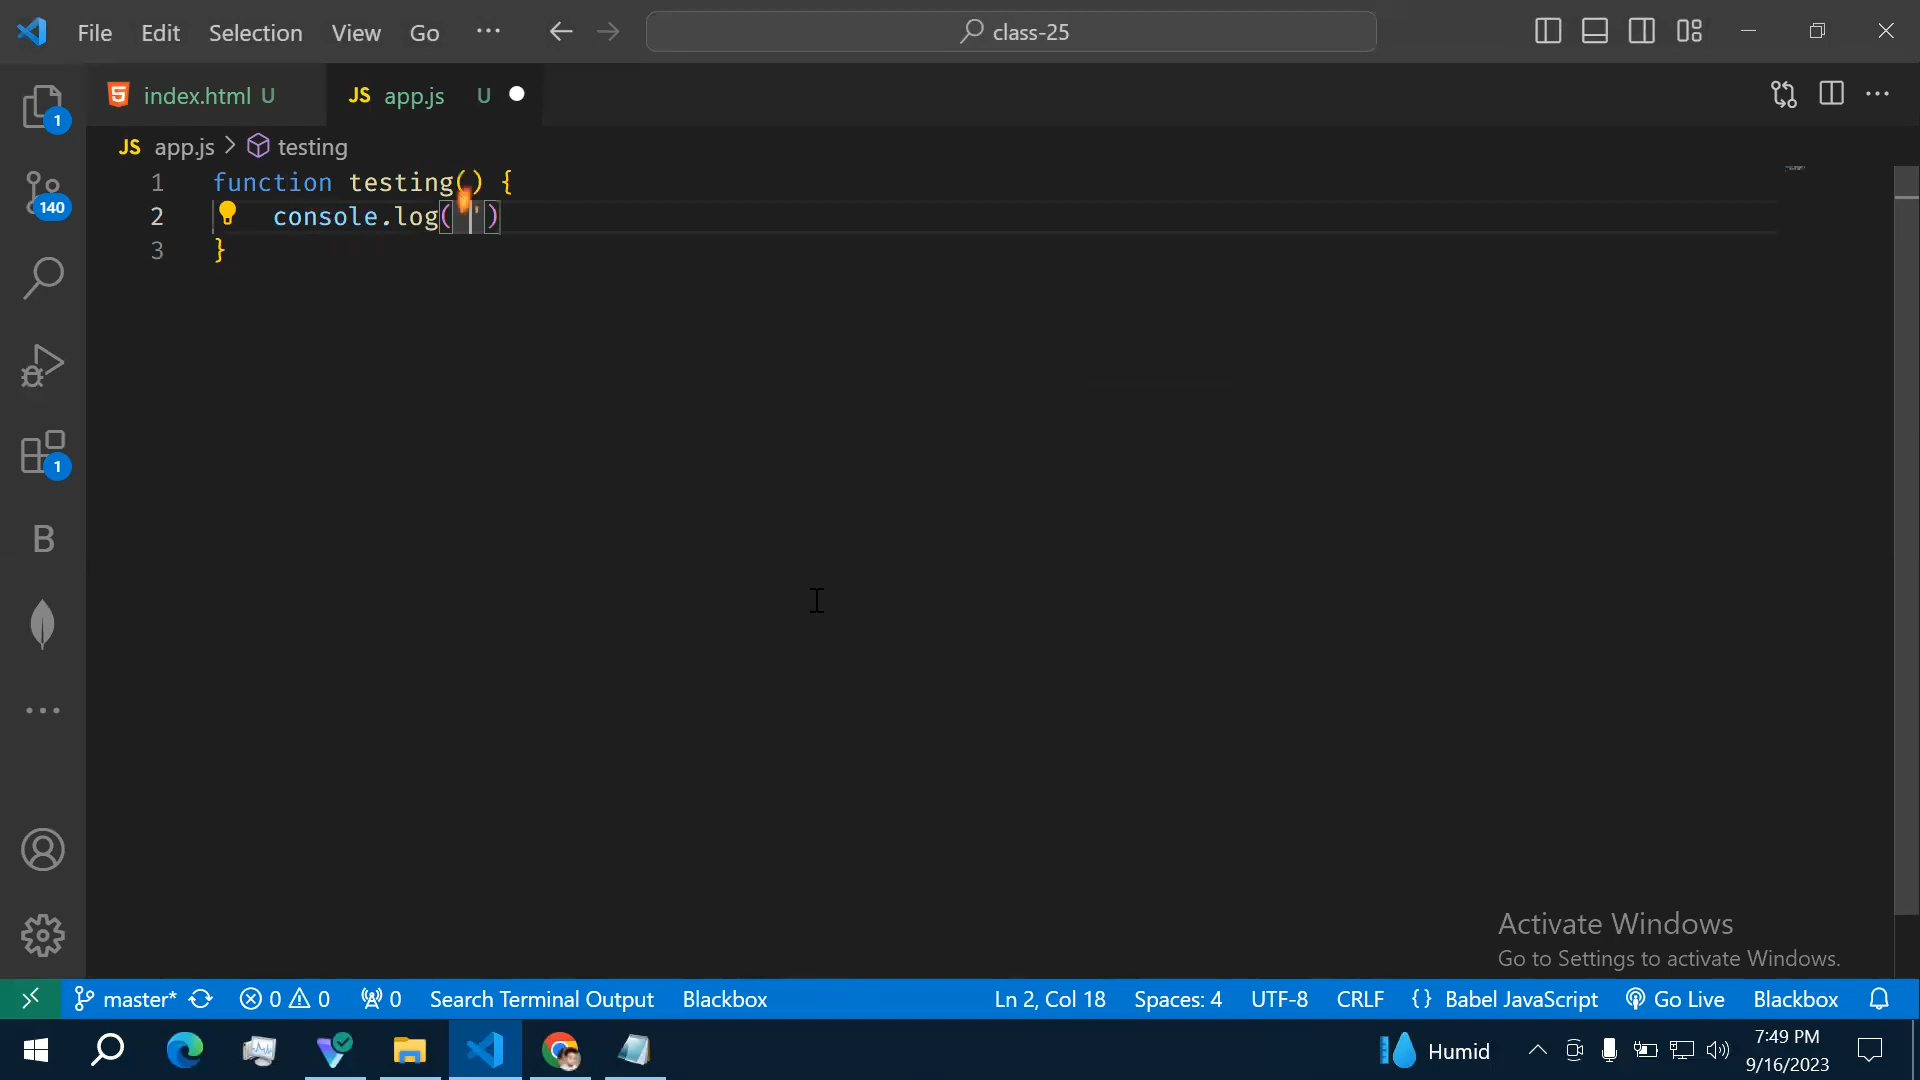 File Edit Selection View Go ··· class-25
index.html U JS app.js U
JS app.js > testing
1 function testing() {
2 console.log(' ')
3 }
1
140
1
B
Activate Windows
Go to Settings to activate Windows.
master* 0 0 0 Search Terminal Output Blackbox Ln 2, Col 18 Spaces: 4 UTF-8 CRLF {} Babel JavaScript Go Live Blackbox
Humid 7:49 PM
9/16/2023